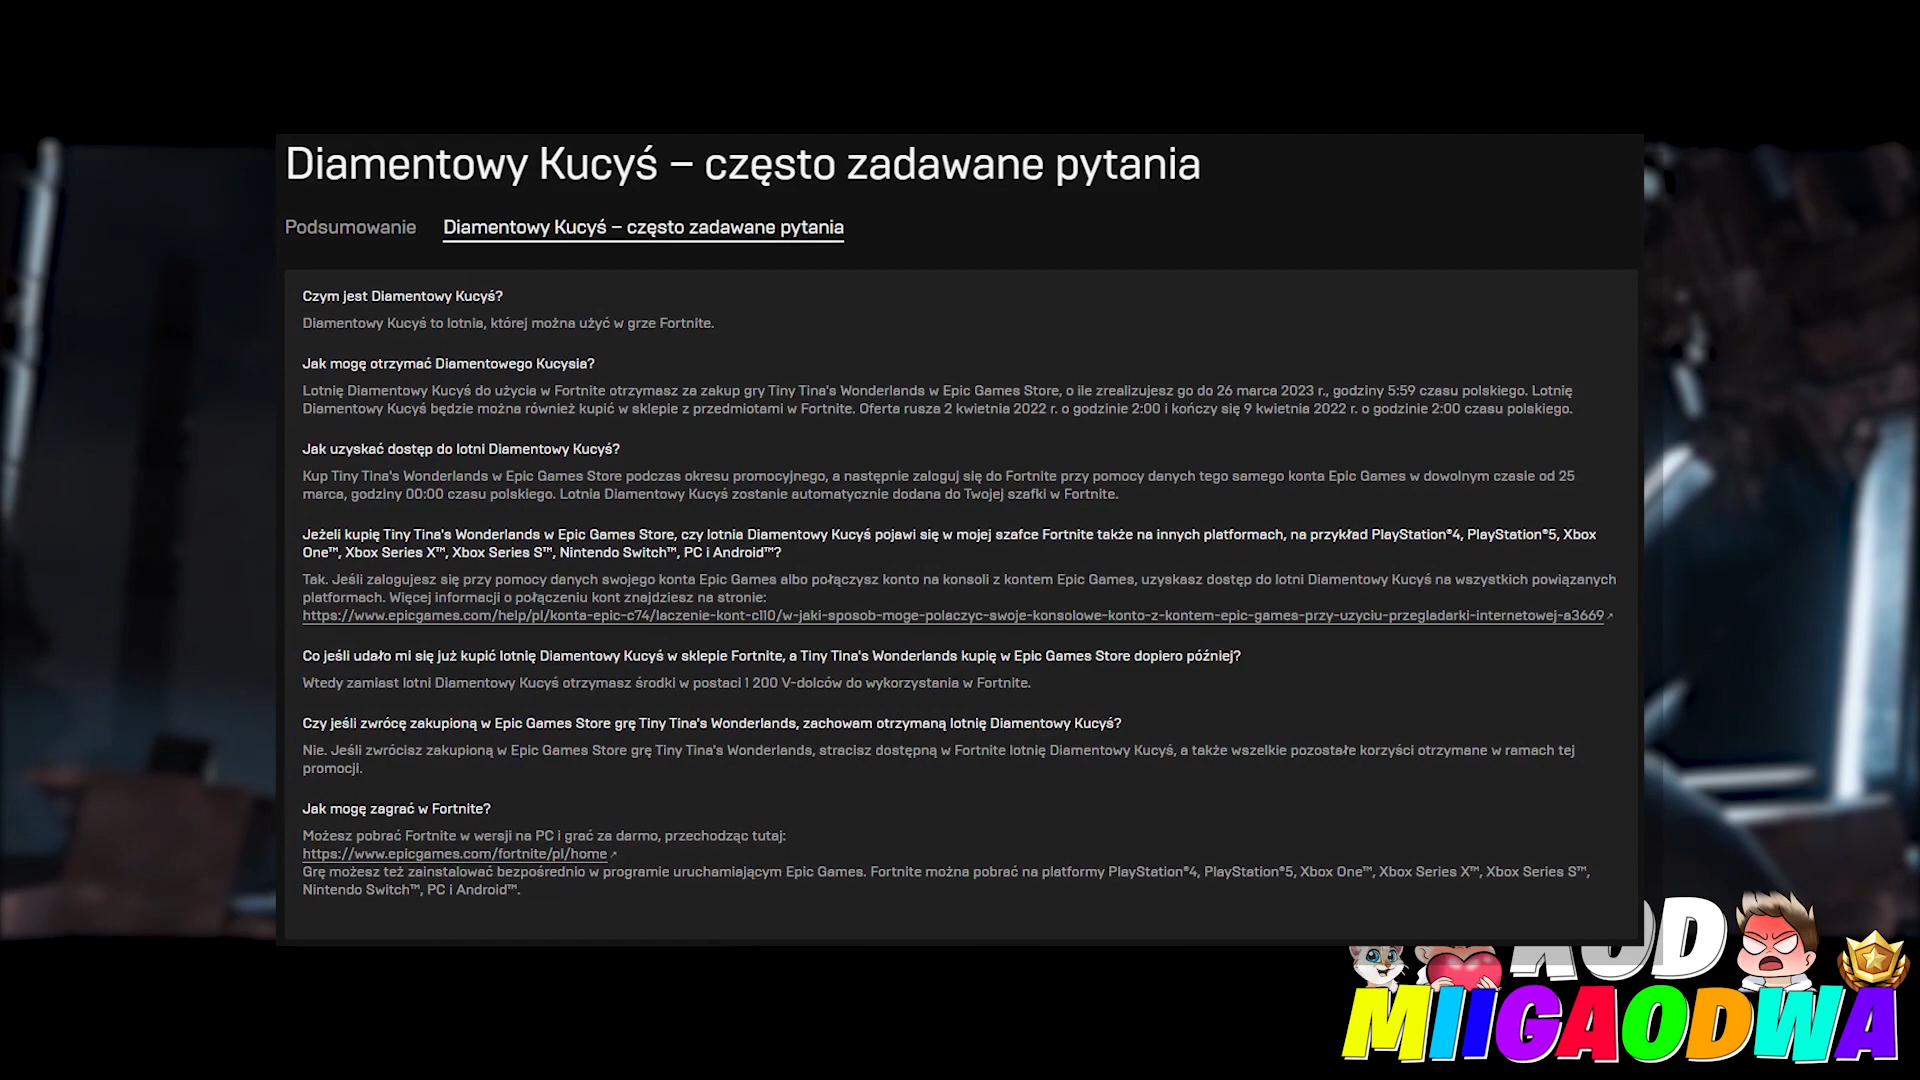 Diamentowy Kucyś – często zadawane pytania
Podsumowanie
Diamentowy Kucyś – często zadawane pytania
Czym jest Diamentowy Kucyś?
Diamentowy Kucyś to lotnia, której można użyć w grze Fortnite.
Jak mogę otrzymać Diamentowego Kucysia?
Lotnię Diamentowy Kucyś do użycia w Fortnite otrzymasz za zakup gry Tiny Tina's Wonderlands w Epic Games Store, o ile zrealizujesz go do 26 marca 2023 r., godziny 5:59 czasu polskiego. Lotnię
Diamentowy Kucyś będzie można również kupić w sklepie z przedmiotami w Fortnite. Oferta rusza 2 kwietnia 2022 r. o godzinie 2:00 i kończy się 9 kwietnia 2022 r. o godzinie 2:00 czasu polskiego.
Jak uzyskać dostęp do lotni Diamentowy Kucyś?
Kup Tiny Tina's Wonderlands w Epic Games Store podczas okresu promocyjnego, a następnie zaloguj się do Fortnite przy pomocy danych tego samego konta Epic Games w dowolnym czasie od 25
marca, godziny 00:00 czasu polskiego. Lotnia Diamentowy Kucyś zostanie automatycznie dodana do Twojej szafki w Fortnite.
Jeżeli kupię Tiny Tina's Wonderlands w Epic Games Store, czy lotnia Diamentowy Kucyś pojawi się w mojej szafce Fortnite także na innych platformach, na przykład PlayStation®4, PlayStation®5, Xbox
One™, Xbox Series X™, Xbox Series S™, Nintendo Switch™, PC i Android™?
Tak. Jeśli zalogujesz się przy pomocy danych swojego konta Epic Games albo połączysz konto na konsoli z kontem Epic Games, uzyskasz dostęp do lotni Diamentowy Kucyś na wszystkich powiązanych
platformach. Więcej informacji o połączeniu kont znajdziesz na stronie:
https://www.epicgames.com/help/pl/konta-epic-c74/laczenie-kont-c110/w-jaki-sposob-moge-polaczyc-swoje-konsolowe-konto-z-kontem-epic-games-przy-uzyciu-przegladarki-internetowej-a3669
Co jeśli udało mi się już kupić lotnię Diamentowy Kucyś w sklepie Fortnite, a Tiny Tina's Wonderlands kupię w Epic Games Store dopiero później?
Wtedy zamiast lotni Diamentowy Kucyś otrzymasz środki w postaci 1 200 V-dolców do wykorzystania w Fortnite.
Czy jeśli zwrócę zakupioną w Epic Games Store grę Tiny Tina's Wonderlands, zachowam otrzymaną lotnię Diamentowy Kucyś?
Nie. Jeśli zwrócisz zakupioną w Epic Games Store grę Tiny Tina's Wonderlands, stracisz dostępną w Fortnite lotnię Diamentowy Kucyś, a także wszelkie pozostałe korzyści otrzymane w ramach tej
promocji.
Jak mogę zagrać w Fortnite?
Możesz pobrać Fortnite w wersji na PC i grać za darmo, przechodząc tutaj:
https://www.epicgames.com/fortnite/pl/home
Grę możesz też zainstalować bezpośrednio w programie uruchamiającym Epic Games. Fortnite można pobrać na platformy PlayStation®4, PlayStation®5, Xbox One™, Xbox Series X™, Xbox Series S™,
Nintendo Switch™, PC i Android™.
KOD
MIIGAODWA